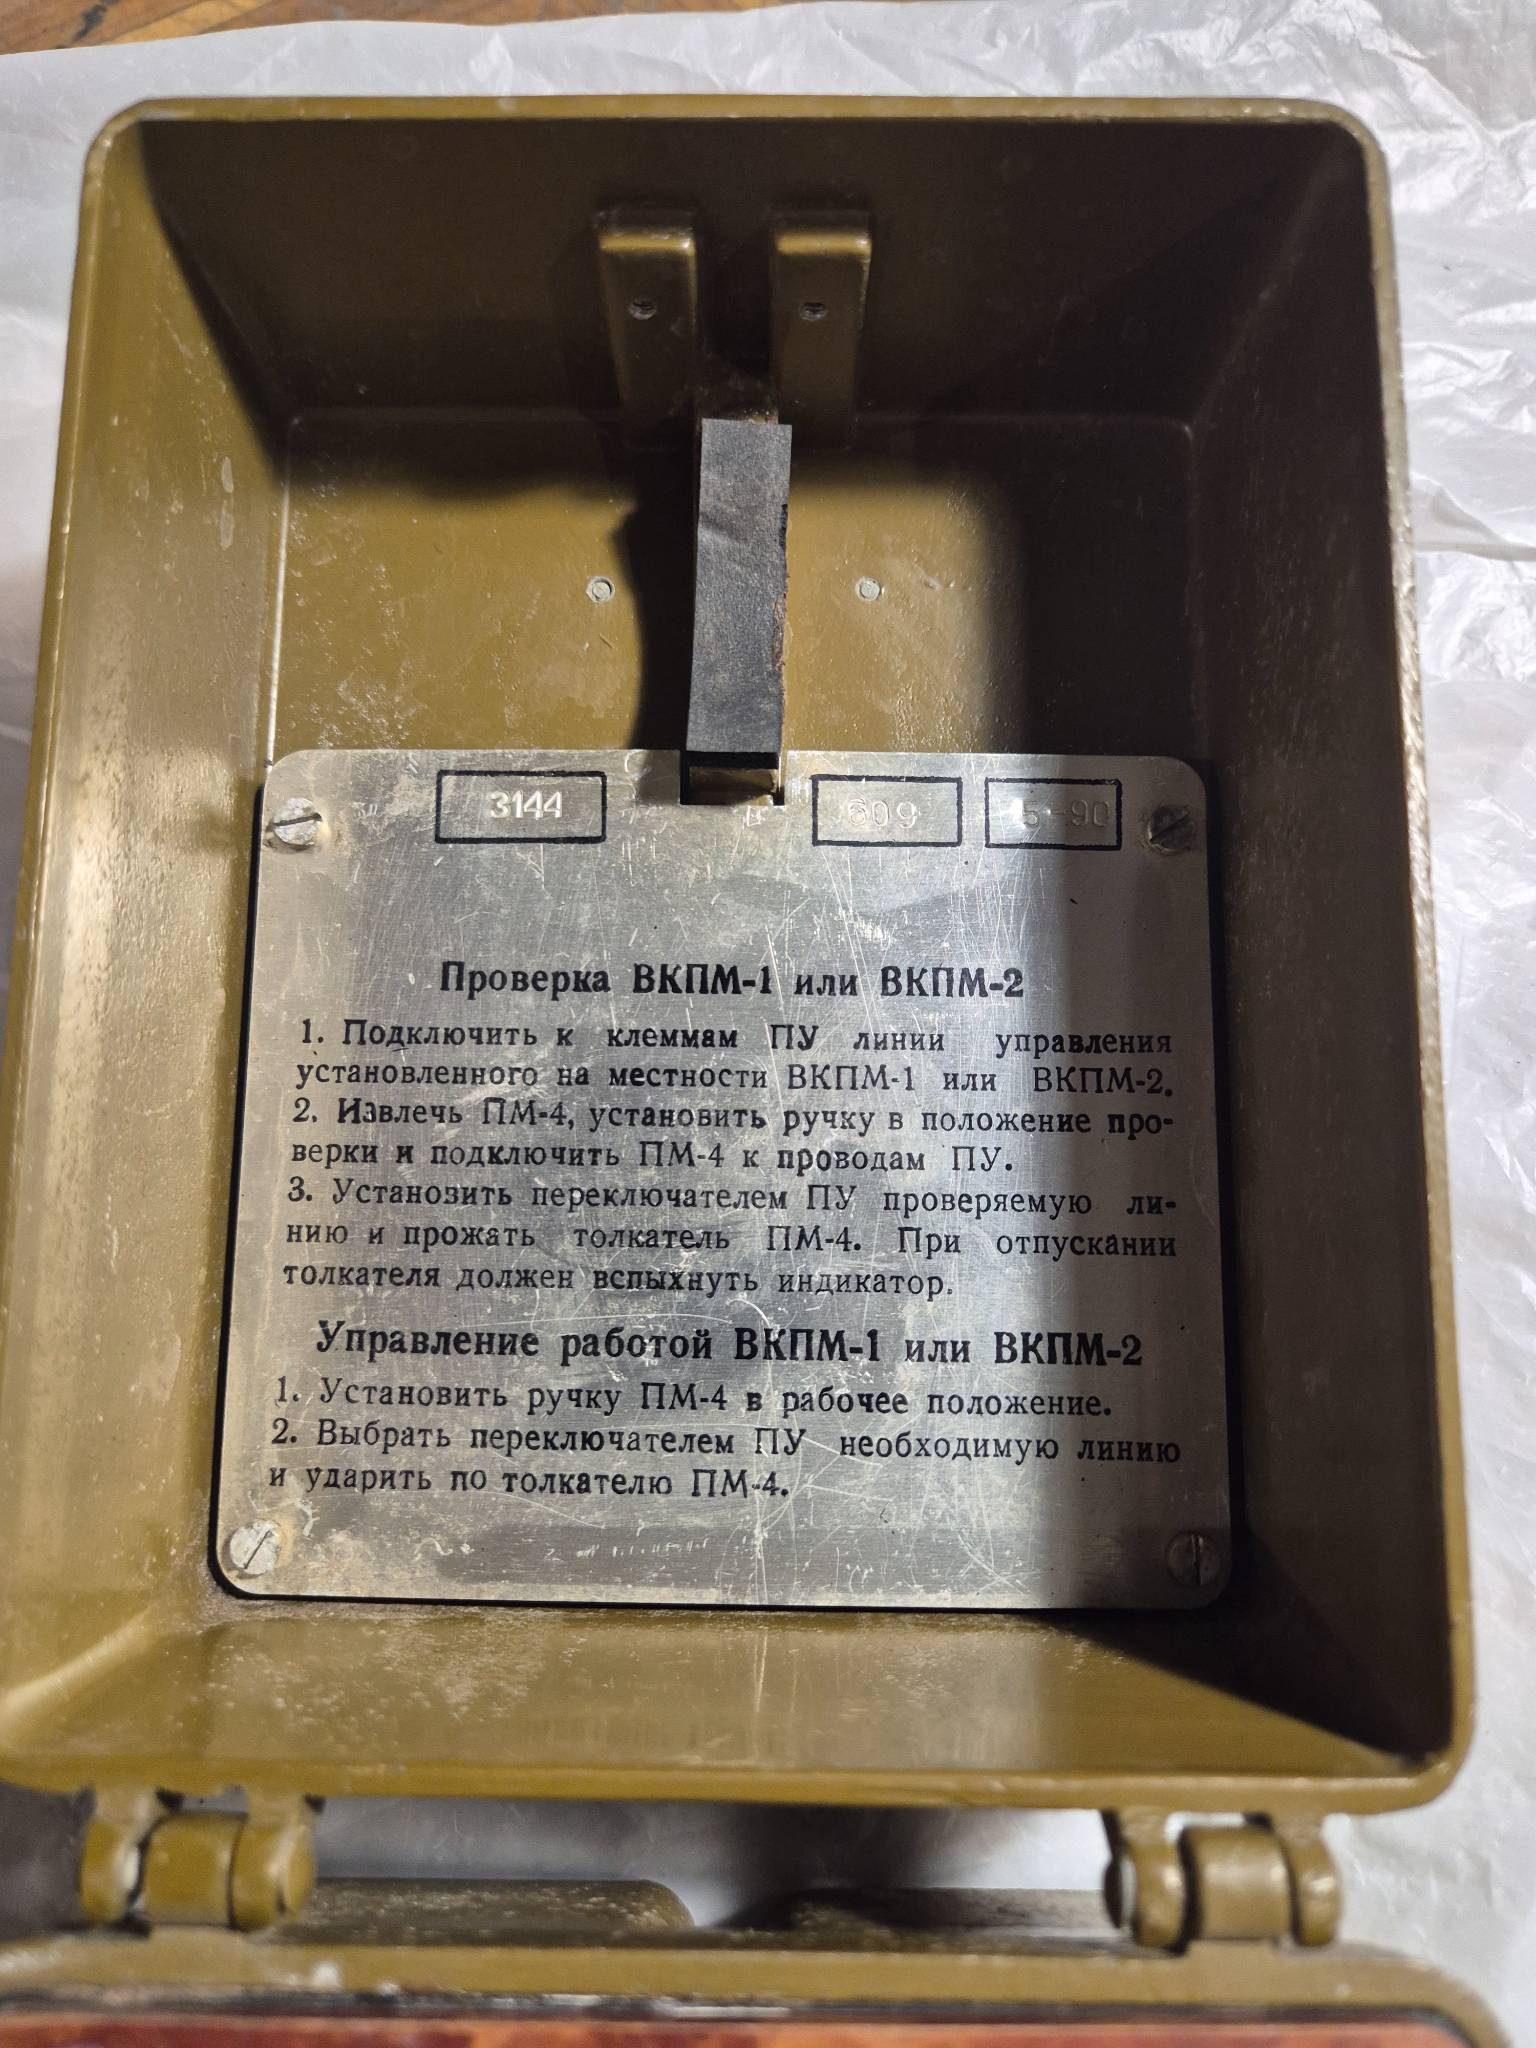 3144
609
5-90
Проверка ВКПМ-1 или ВКПМ-2
1. Подключить к клеммам ПУ линии управления
установленного на местности ВКПМ-1 или ВКПМ-2.
2. Извлечь ПМ-4, установить ручку в положение про-
верки и подключить ПМ-4 к проводам ПУ.
3. Установить переключателем ПУ проверяемую ли-
нию и прожать толкатель ПМ-4. При отпускании
толкателя должен вспыхнуть индикатор.
Управление работой ВКПМ-1 или ВКПМ-2
1. Установить ручку ПМ-4 в рабочее положение.
2. Выбрать переключателем ПУ необходимую линию
и ударить по толкателю ПМ-4.